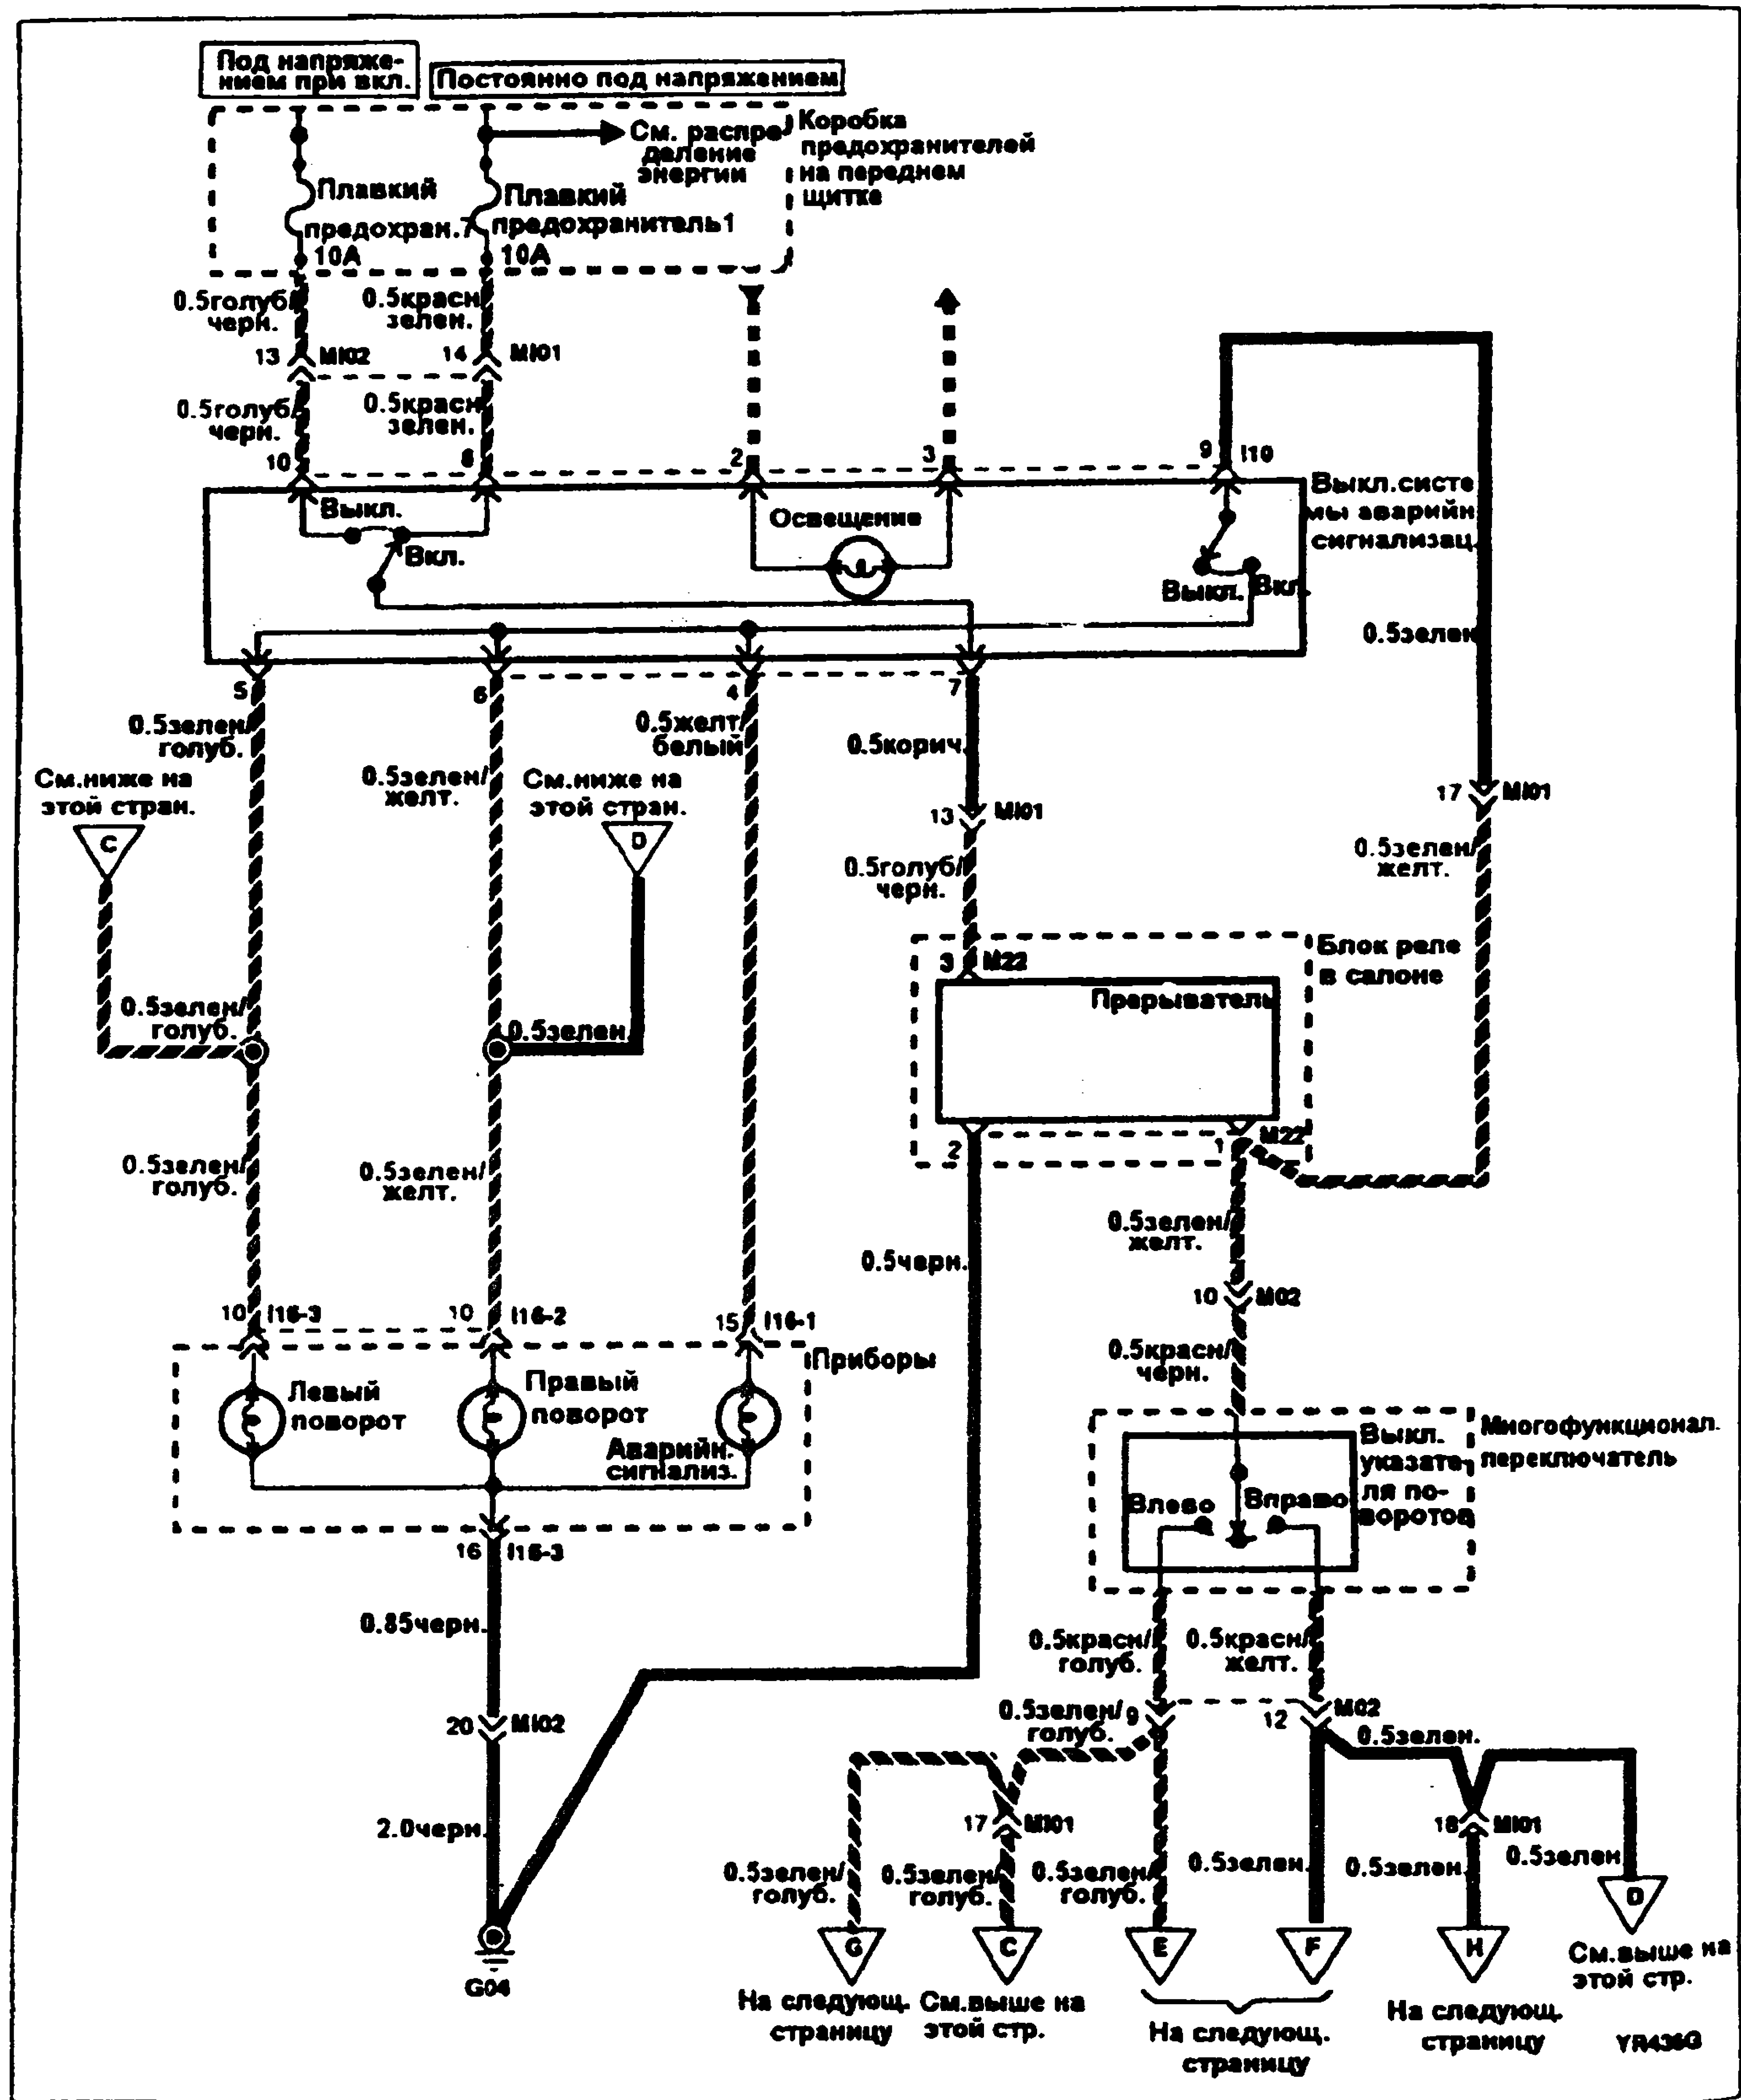 Под напряже-
нием при вкл.
Постоянно под напряжением
См. распре
деление
энергии
Коробка
предохранителей
на переднем
щитке
Плавкий
предохран.7
10А
Плавкий
предохранитель1
10А
0.5голуб/
черн.
0.5красн
зелен.
13 MI02
14 MI01
0.5голуб/
черн.
0.5красн
зелен.
10
8
2
3
9 I10
Выкл.
Вкл.
Освещение
Выкл. Вкл.
Выкл.систе
мы аварийн
сигнализац.
0.5зелен
5
6
4
7
0.5зелен/
голуб.
0.5зелен/
желт.
0.5желт/
белый
0.5корич.
См.ниже на
этой стран.
C
См.ниже на
этой стран.
D
13 MI01
17 MI01
0.5голуб/
черн.
0.5зелен/
желт.
3 M22
Блок реле
в салоне
Прерыватель
0.5зелен/
голуб.
0.5зелен.
2
1 M22
0.5зелен/
голуб.
0.5зелен/
желт.
0.5черн.
0.5зелен/
желт.
10 M02
10 I16-3
10 I16-2
15 I16-1
Приборы
0.5красн/
черн.
Левый
поворот
Правый
поворот
Аварийн.
сигнализ.
Выкл.
указате-
ля по-
воротов
Многофункционал.
переключатель
Влево
Вправо
16 I16-3
0.85черн.
0.5красн/
голуб.
0.5красн/
желт.
20 MI02
0.5зелен/
голуб.
9
12 M02
0.5зелен.
2.0черн.
17 MI01
18 MI01
0.5зелен/
голуб.
0.5зелен/
голуб.
0.5зелен/
голуб.
0.5зелен.
0.5зелен.
0.5зелен
G04
G
C
E
F
H
D
На следующ.
страницу
См.выше на
этой стр.
На следующ.
страницу
На следующ.
страницу
См.выше на
этой стр.
YR436G